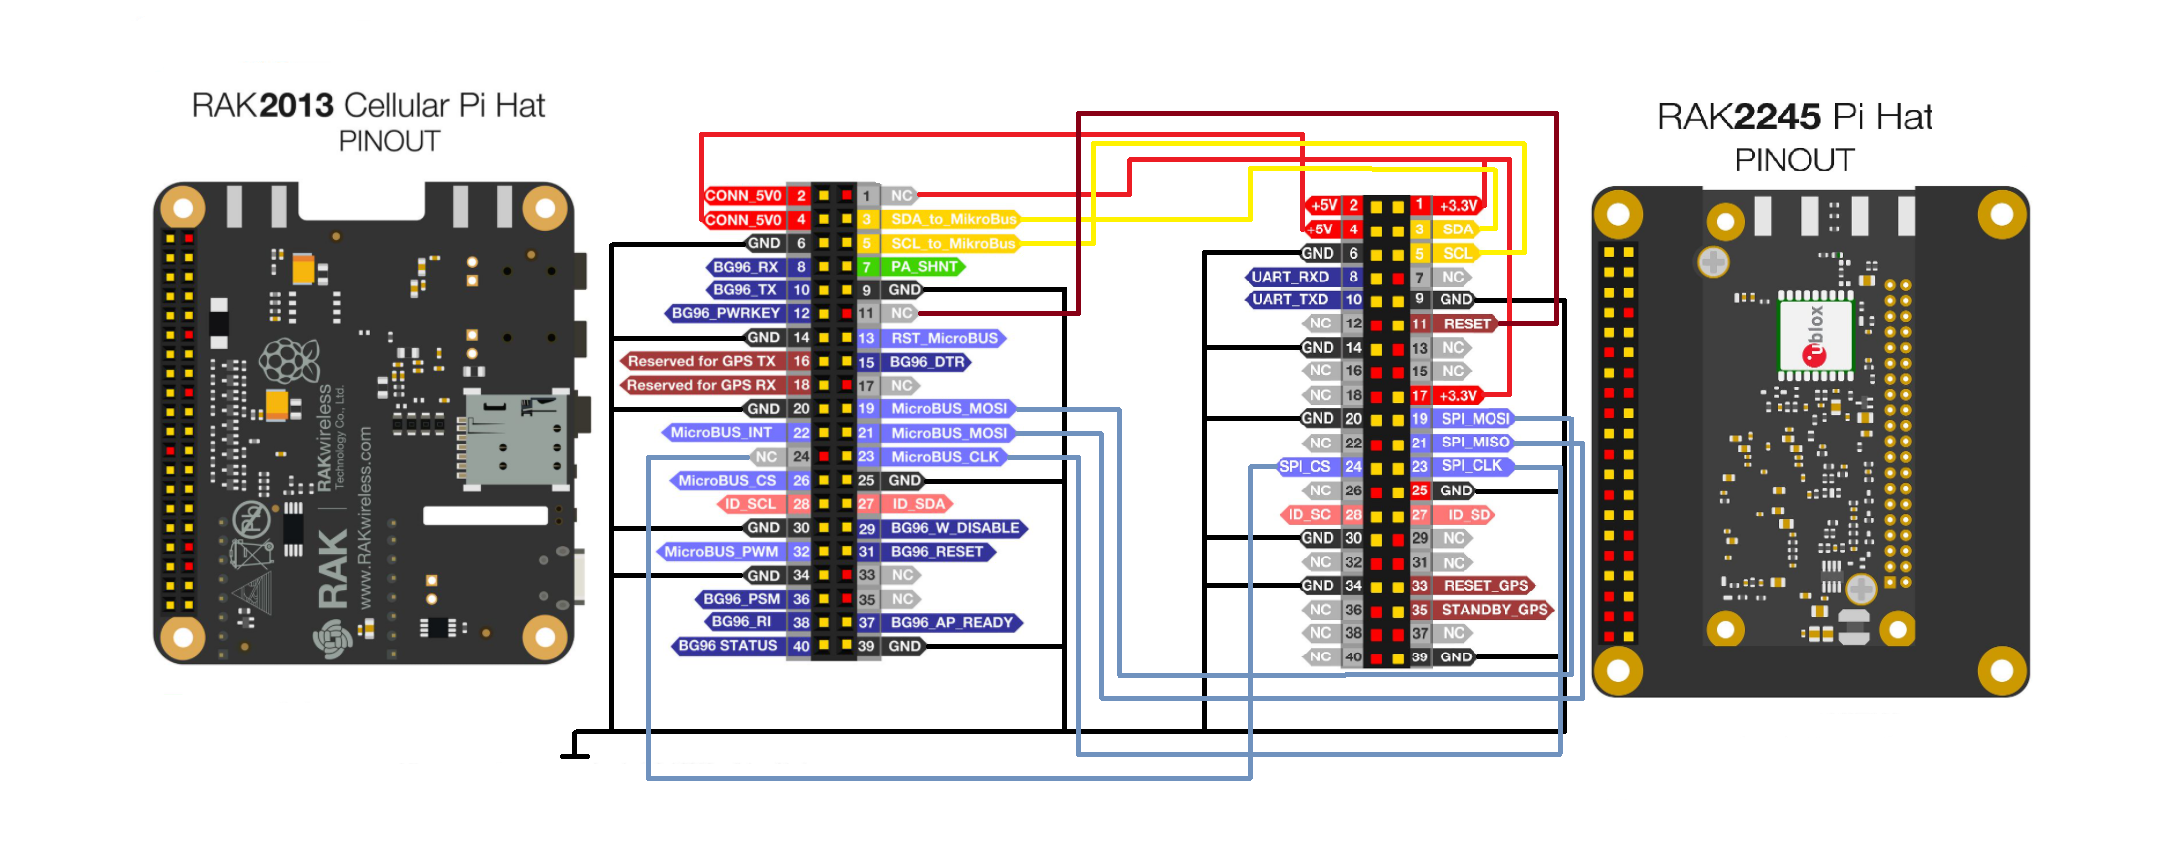 RAK2013 Cellular Pi Hat
PINOUT
RAK2245 Pi Hat
PINOUT
CONN_5V0 2 1 NC
CONN_5V0 4 3 SDA_to_MikroBus
GND 6 5 SCL_to_MikroBus
BG96_RX 8 7 PA_SHNT
BG96_TX 10 9 GND
BG96_PWRKEY 12 11 NC
GND 14 13 RST_MicroBUS
Reserved for GPS TX 16 15 BG96_DTR
Reserved for GPS RX 18 17 NC
GND 20 19 MicroBUS_MOSI
MicroBUS_INT 22 21 MicroBUS_MOSI
NC 24 23 MicroBUS_CLK
MicroBUS_CS 26 25 GND
ID_SCL 28 27 ID_SDA
GND 30 29 BG96_W_DISABLE
MicroBUS_PWM 32 31 BG96_RESET
GND 34 33 NC
BG96_PSM 36 35 NC
BG96_RI 38 37 BG96_AP_READY
BG96 STATUS 40 39 GND
+5V 2 1 +3.3V
+5V 4 3 SDA
GND 6 5 SCL
UART_RXD 8 7 NC
UART_TXD 10 9 GND
NC 12 11 RESET
GND 14 13 NC
NC 16 15 NC
NC 18 17 +3.3V
GND 20 19 SPI_MOSI
NC 22 21 SPI_MISO
SPI_CS 24 23 SPI_CLK
NC 26 25 GND
ID_SC 28 27 ID_SD
GND 30 29 NC
NC 32 31 NC
GND 34 33 RESET_GPS
NC 36 35 STANDBY_GPS
NC 38 37 NC
NC 40 39 GND
RAK
RAKwireless
Technology Co., Ltd.
www.RAKwireless.com
Pb
ublox